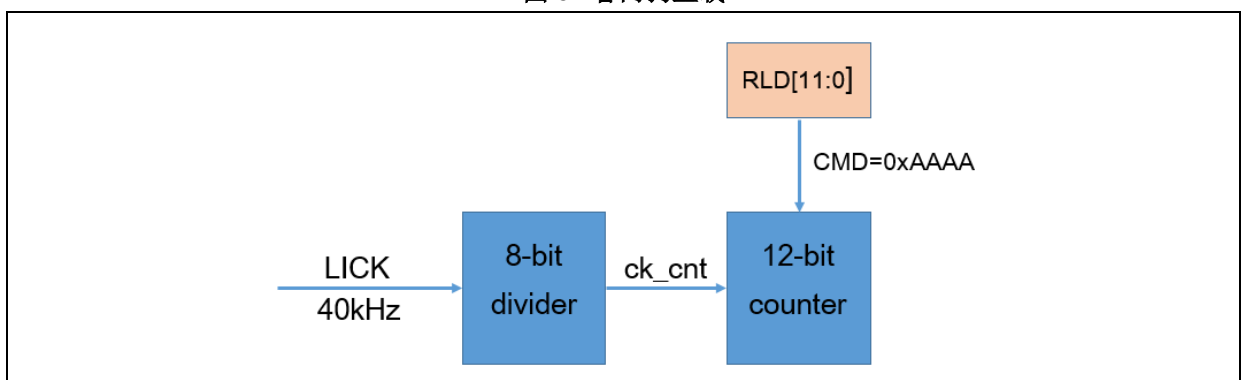 RLD[11:0]
CMD=0xAAAA
LICK
40kHz
8-bit
divider
ck_cnt
12-bit
counter